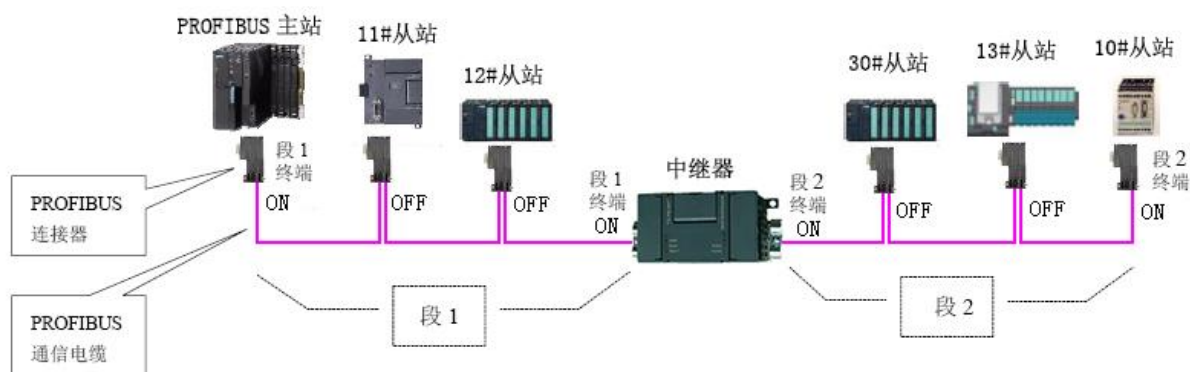 PROFIBUS 主站
11#从站
12#从站
30#从站
13#从站
10#从站
段 1
终端
ON
OFF
OFF
段 1
终端
ON
中继器
段 2
终端
ON
OFF
OFF
段 2
终端
ON
PROFIBUS
连接器
PROFIBUS
通信电缆
段 1
段 2